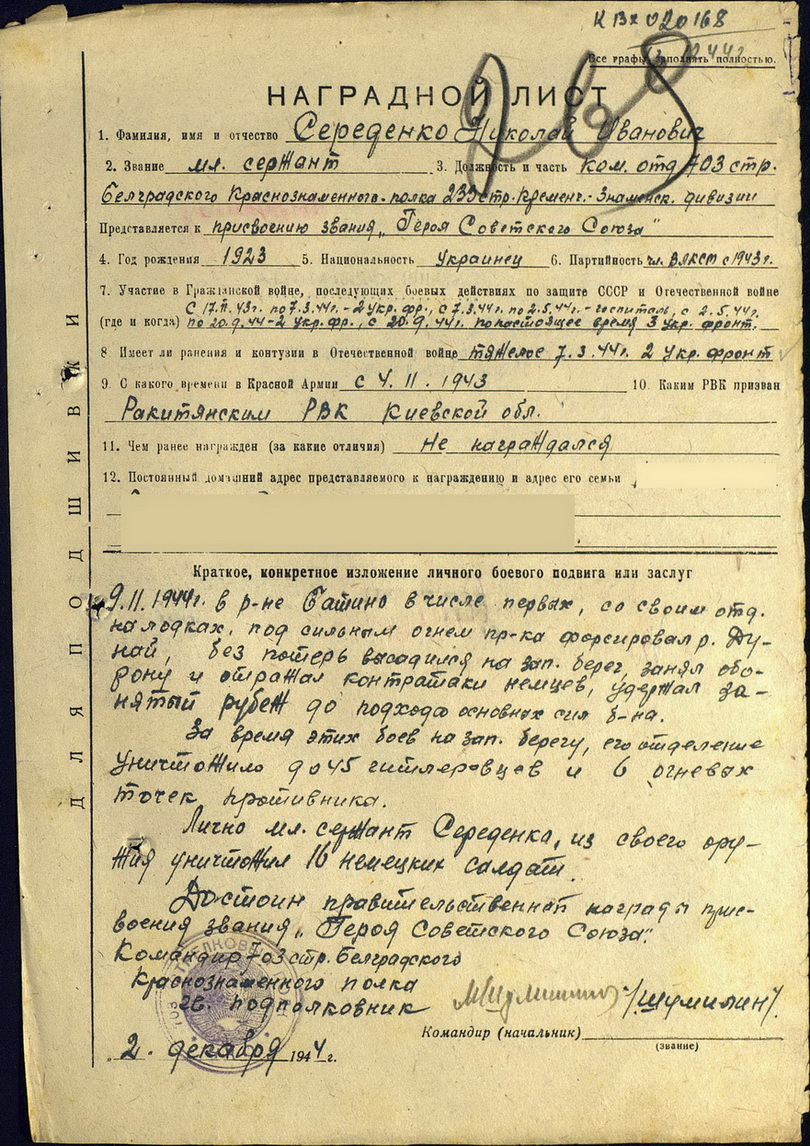 КВх 020168
Все графы заполнять полностью.
НАГРАДНОЙ ЛИСТ
1. Фамилия, имя и отчество Середенко Николай Иванович
2. Звание мл. сержант 3. Должность и часть ком. отд 703 стр.
Белградского Краснознаменного полка 233 стр. Кременч.-Знаменск. дивизии
Представляется к присвоению звания „Героя Советского Союза"
4. Год рождения 1923 5. Национальность Украинец 6. Партийность чл. ВЛКСМ с 1943 г.
7. Участие в Гражданской войне, последующих боевых действиях по защите СССР и Отечественной войне
С 17.11.43г. по 7.3.44г. - 2 Укр. фр., с 7.3.44г. по 2.5.44г. - госпиталь, с 2.5.44г.
(где и когда) по 20.9.44 - 2 Укр. фр., с 20.9.44г. по настоящее время 3 Укр. фронт.
8. Имеет ли ранения и контузии в Отечественной войне тяжелое 7.3.44г. 2 Укр. фронт
9. С какого времени в Красной Армии с 4.11.1943 10. Каким РВК призван
Ракитянским РВК Киевской обл.
11. Чем ранее награжден (за какие отличия) Не награждался
12. Постоянный домашний адрес представляемого к награждению и адрес его семьи
Краткое, конкретное изложение личного боевого подвига или заслуг
9.11.1944г. в р-не Батино в числе первых, со своим отд.
на лодках, под сильным огнем пр-ка форсировал р. Ду-
най, без потерь высадился на зап. берег, занял обо-
рону и отражал контратаки немцев, удержал за-
нятый рубеж до подхода основных сил б-на.
За время этих боев на зап. берегу, его отделение
уничтожило до 45 гитлеровцев и 6 огневых
точек противника.
Лично мл. сержант Середенка, из своего ору-
жия уничтожил 16 немецких салдат.
Достоин правительственной награды прис-
воения звания „Героя Советского Союза".
Командир 703 стр. Белградского
Краснознаменного полка
гв. подполковник /Шумилин/.
Командир (начальник)
(звание)
„2. декабря 1944 г.
ДЛЯ ПОДШИВКИ